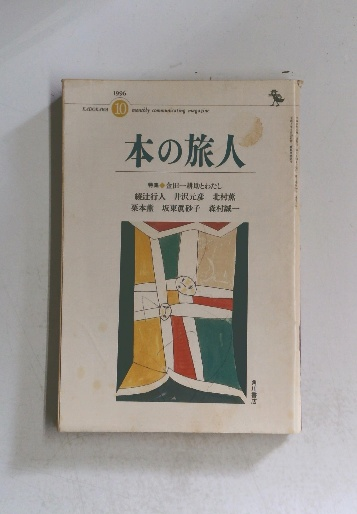 1996
KADOKAWA 10 monthly communicating magazine
本の旅人
特集●金田一耕助とわたし
綾辻行人 井沢元彦 北村薫
栗本薫 坂東眞砂子 森村誠一
角川書店